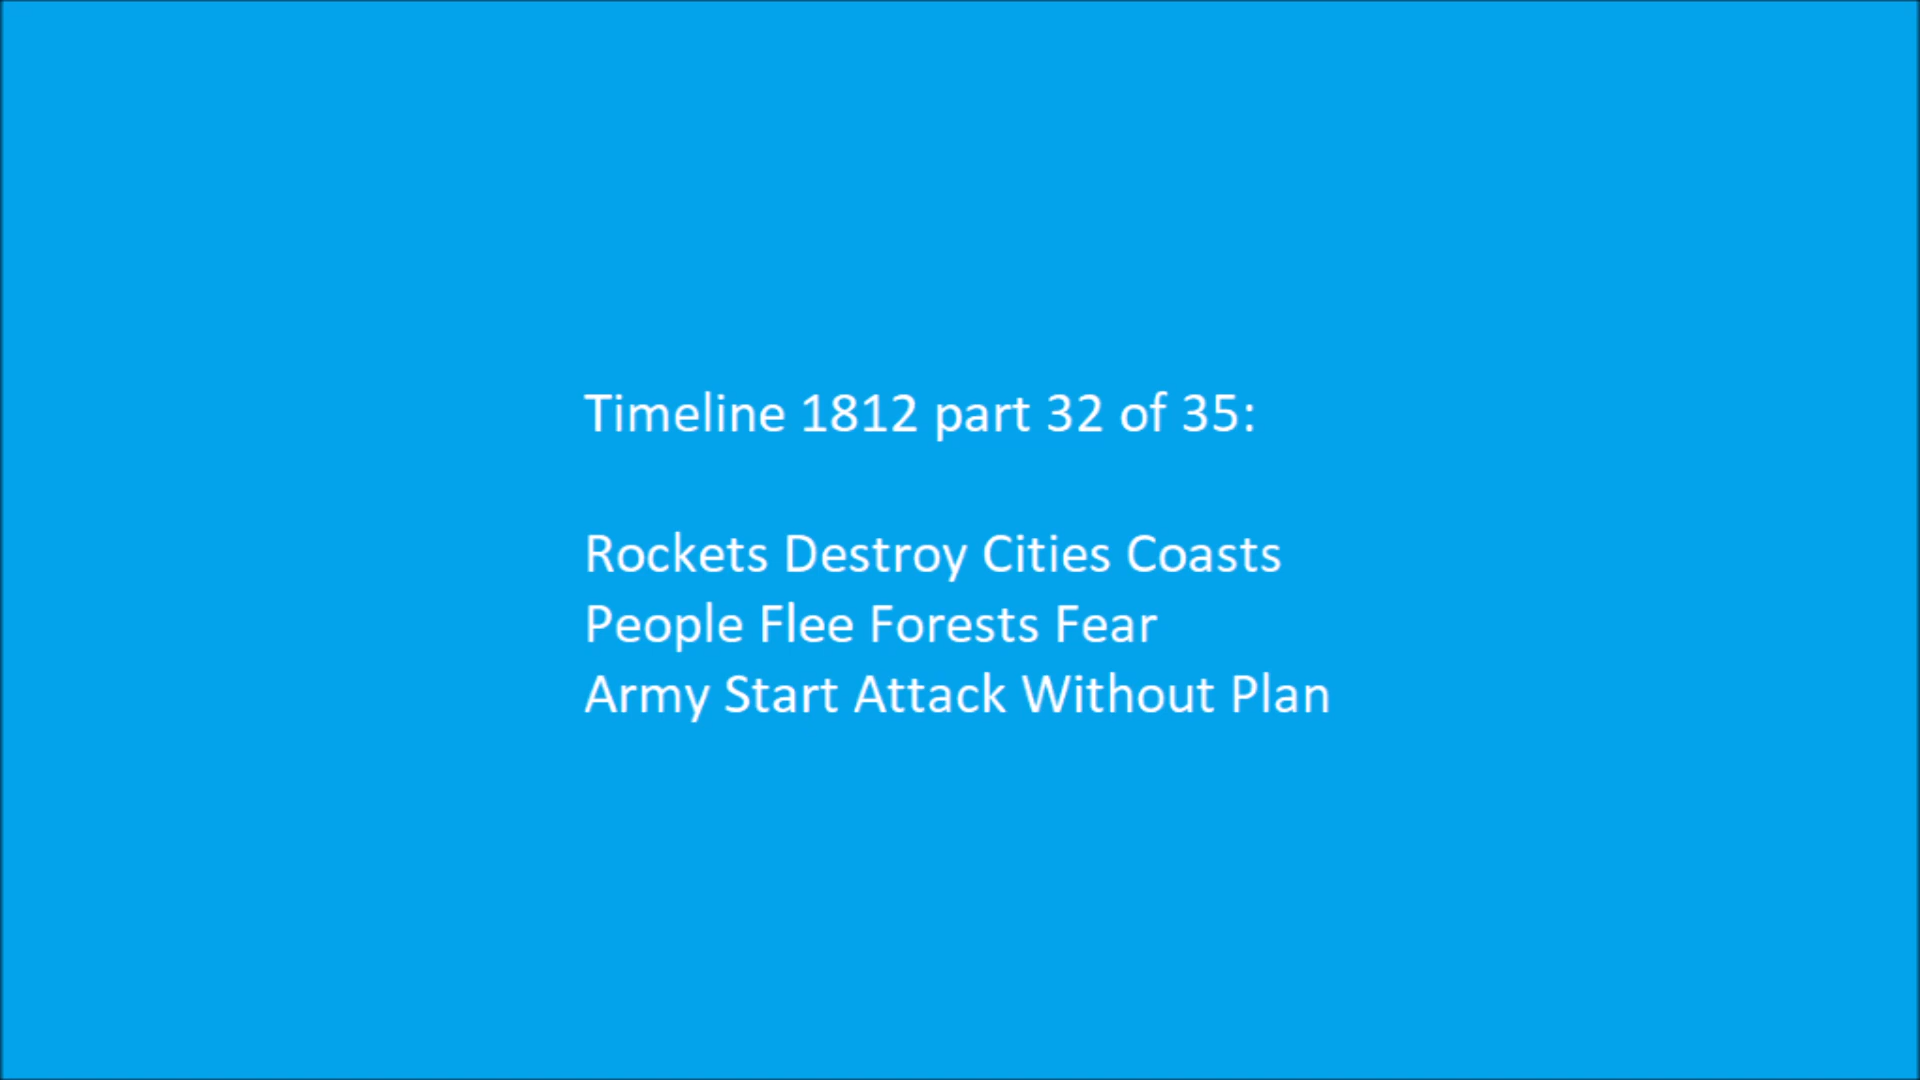 Timeline 1812 part 32 of 35:
Rockets Destroy Cities Coasts
People Flee Forests Fear
Army Start Attack Without Plan